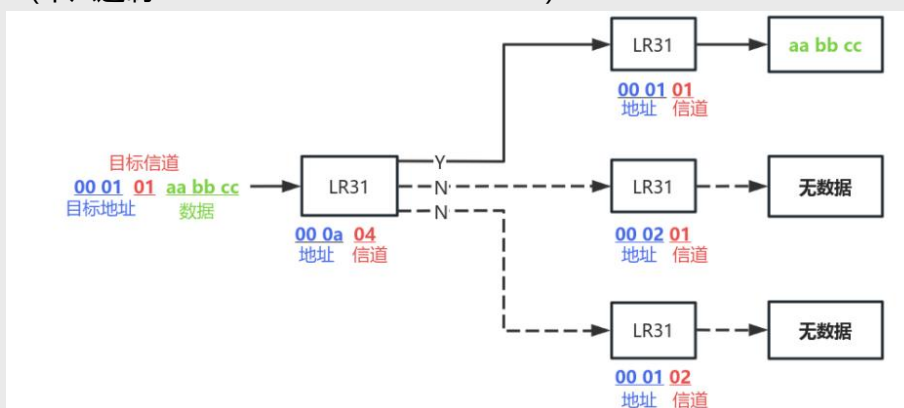 LR31
aa bb cc
00 01 01
地址 信道
目标信道
00 01 01 aa bb cc
目标地址 数据
LR31
00 0a 04
地址 信道
Y
N
N
LR31
无数据
00 02 01
地址 信道
LR31
无数据
00 01 02
地址 信道